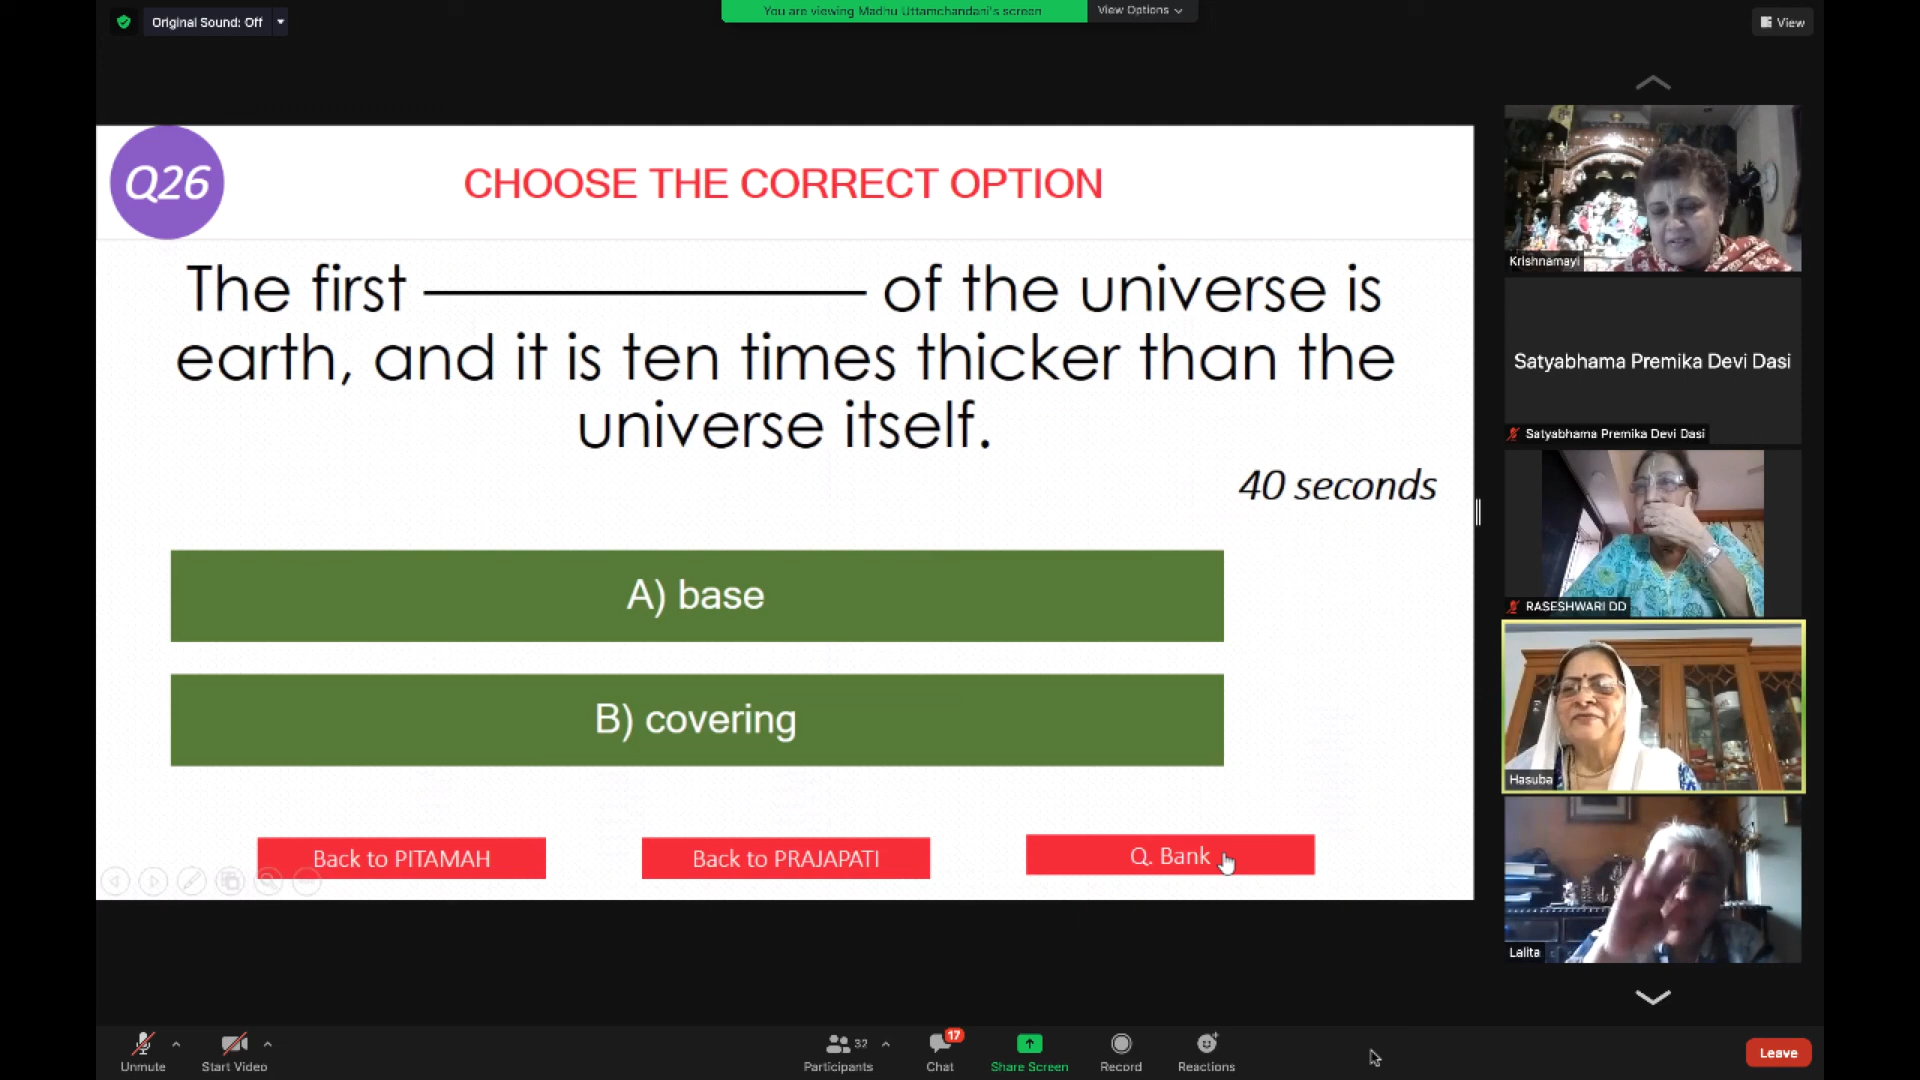 Original Sound: Off
You are viewing Madhu Uttamchandani's screen
View Options
View
Q26
CHOOSE THE CORRECT OPTION
The first ———————— of the universe is
earth, and it is ten times thicker than the
universe itself.
40 seconds
A) base
B) covering
Back to PITAMAH
Back to PRAJAPATI
Q. Bank
Krishnamayi
Satyabhama Premika Devi Dasi
Satyabhama Premika Devi Dasi
RASESHWARI DD
Hasuba
Lalita
Unmute
Start Video
32
Participants
17
Chat
Share Screen
Record
Reactions
Leave